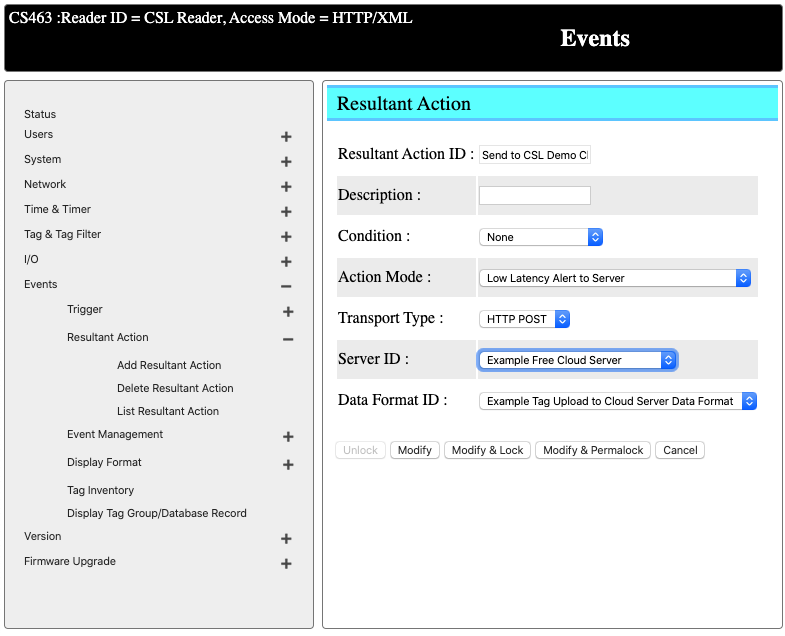 CS463 :Reader ID = CSL Reader, Access Mode = HTTP/XML
Events
Status
Users
System
Network
Time & Timer
Tag & Tag Filter
I/O
Events
Trigger
Resultant Action
Add Resultant Action
Delete Resultant Action
List Resultant Action
Event Management
Display Format
Tag Inventory
Display Tag Group/Database Record
Version
Firmware Upgrade
Resultant Action
Resultant Action ID : Send to CSL Demo Cl
Description :
Condition : None
Action Mode : Low Latency Alert to Server
Transport Type : HTTP POST
Server ID : Example Free Cloud Server
Data Format ID : Example Tag Upload to Cloud Server Data Format
Unlock Modify Modify & Lock Modify & Permalock Cancel